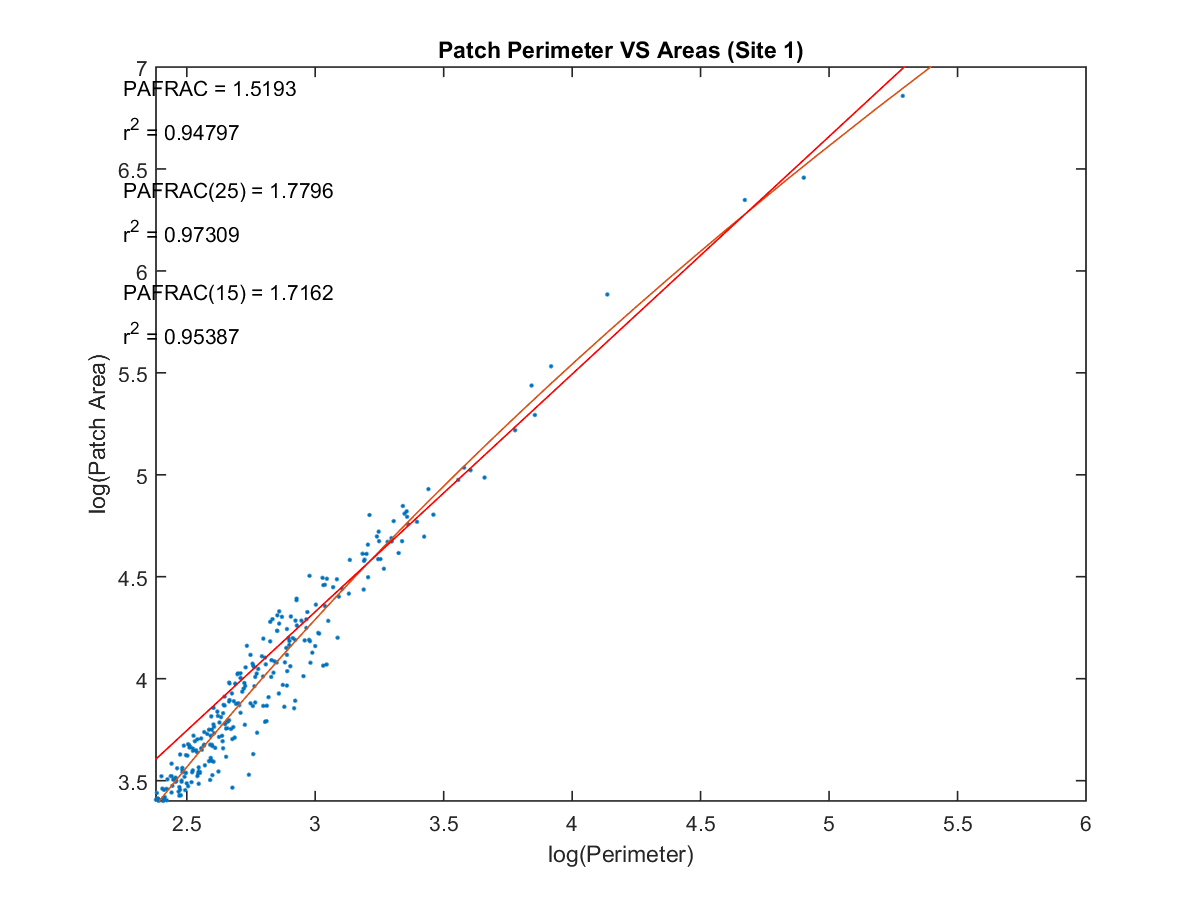 Patch Perimeter VS Areas (Site 1)
7
PAFRAC = 1.5193
r2 = 0.94797
6.5
PAFRAC(25) = 1.7796
r2 = 0.97309
6
PAFRAC(15) = 1.7162
r2 = 0.95387
5.5
log(Patch Area)
5
4.5
4
3.5
2.5 3 3.5 4 4.5 5 5.5 6
log(Perimeter)